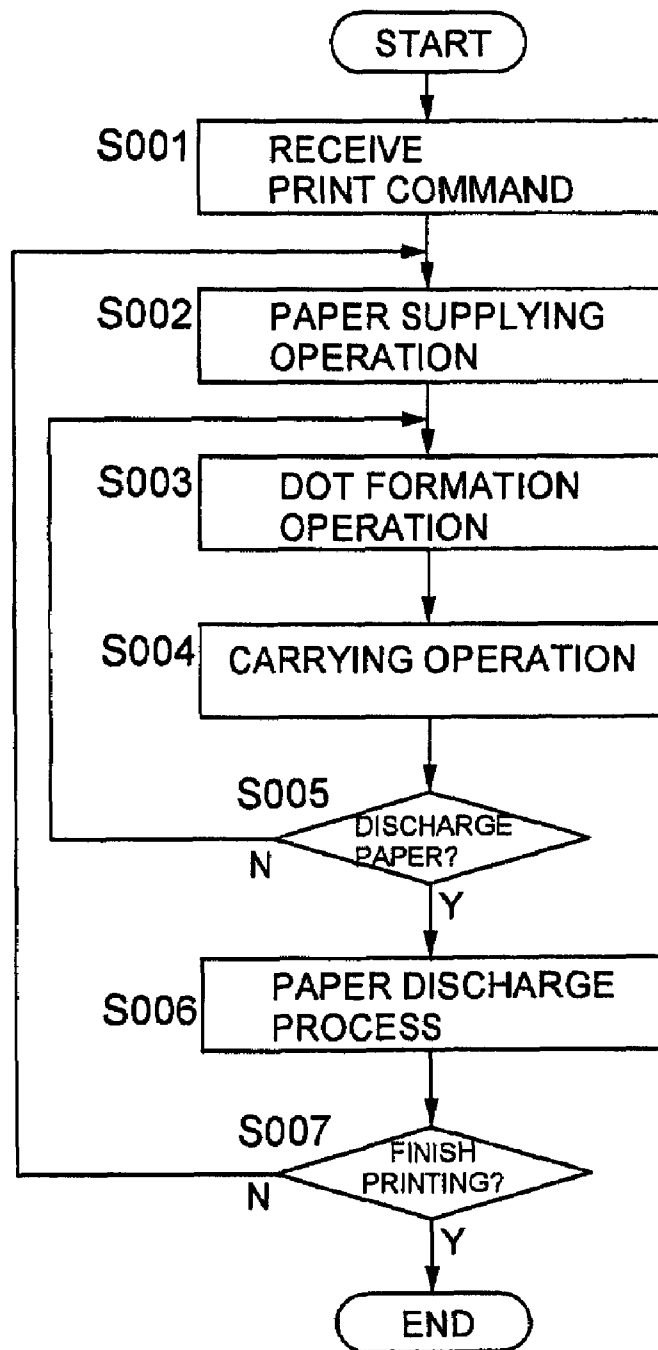 START
S001
RECEIVE
PRINT COMMAND
S002
PAPER SUPPLYING
OPERATION
S003
DOT FORMATION
OPERATION
S004
CARRYING OPERATION
S005
DISCHARGE
PAPER?
N
Y
S006
PAPER DISCHARGE
PROCESS
S007
FINISH
PRINTING?
N
Y
END